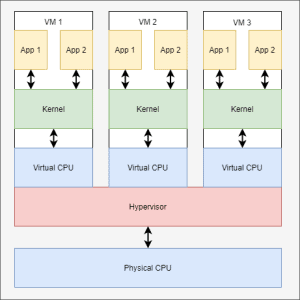 VM 1 VM 2 VM 3
App 1 App 2 App 1 App 2 App 1 App 2
Kernel Kernel Kernel
Virtual CPU Virtual CPU Virtual CPU
Hypervisor
Physical CPU